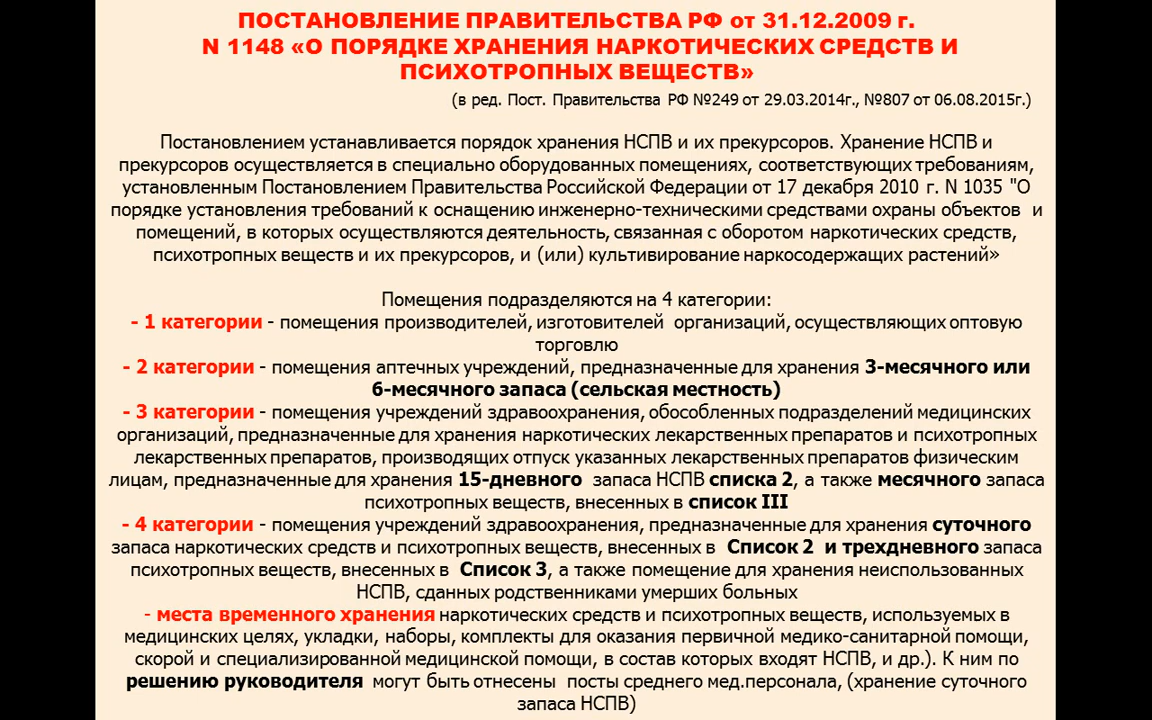 ПОСТАНОВЛЕНИЕ ПРАВИТЕЛЬСТВА РФ от 31.12.2009 г.
N 1148 «О ПОРЯДКЕ ХРАНЕНИЯ НАРКОТИЧЕСКИХ СРЕДСТВ И
ПСИХОТРОПНЫХ ВЕЩЕСТВ»
(в ред. Пост. Правительства РФ №249 от 29.03.2014г., №807 от 06.08.2015г.)
Постановлением устанавливается порядок хранения НСПВ и их прекурсоров. Хранение НСПВ и
прекурсоров осуществляется в специально оборудованных помещениях, соответствующих требованиям,
установленным Постановлением Правительства Российской Федерации от 17 декабря 2010 г. N 1035 "О
порядке установления требований к оснащению инженерно-техническими средствами охраны объектов и
помещений, в которых осуществляются деятельность, связанная с оборотом наркотических средств,
психотропных веществ и их прекурсоров, и (или) культивирование наркосодержащих растений»
Помещения подразделяются на 4 категории:
- 1 категории - помещения производителей, изготовителей организаций, осуществляющих оптовую
торговлю
- 2 категории - помещения аптечных учреждений, предназначенные для хранения 3-месячного или
6-месячного запаса (сельская местность)
- 3 категории - помещения учреждений здравоохранения, обособленных подразделений медицинских
организаций, предназначенные для хранения наркотических лекарственных препаратов и психотропных
лекарственных препаратов, производящих отпуск указанных лекарственных препаратов физическим
лицам, предназначенные для хранения 15-дневного запаса НСПВ списка 2, а также месячного запаса
психотропных веществ, внесенных в список III
- 4 категории - помещения учреждений здравоохранения, предназначенные для хранения суточного
запаса наркотических средств и психотропных веществ, внесенных в Список 2 и трехдневного запаса
психотропных веществ, внесенных в Список 3, а также помещение для хранения неиспользованных
НСПВ, сданных родственниками умерших больных
- места временного хранения наркотических средств и психотропных веществ, используемых в
медицинских целях, укладки, наборы, комплекты для оказания первичной медико-санитарной помощи,
скорой и специализированной медицинской помощи, в состав которых входят НСПВ, и др.). К ним по
решению руководителя могут быть отнесены посты среднего мед.персонала, (хранение суточного
запаса НСПВ)